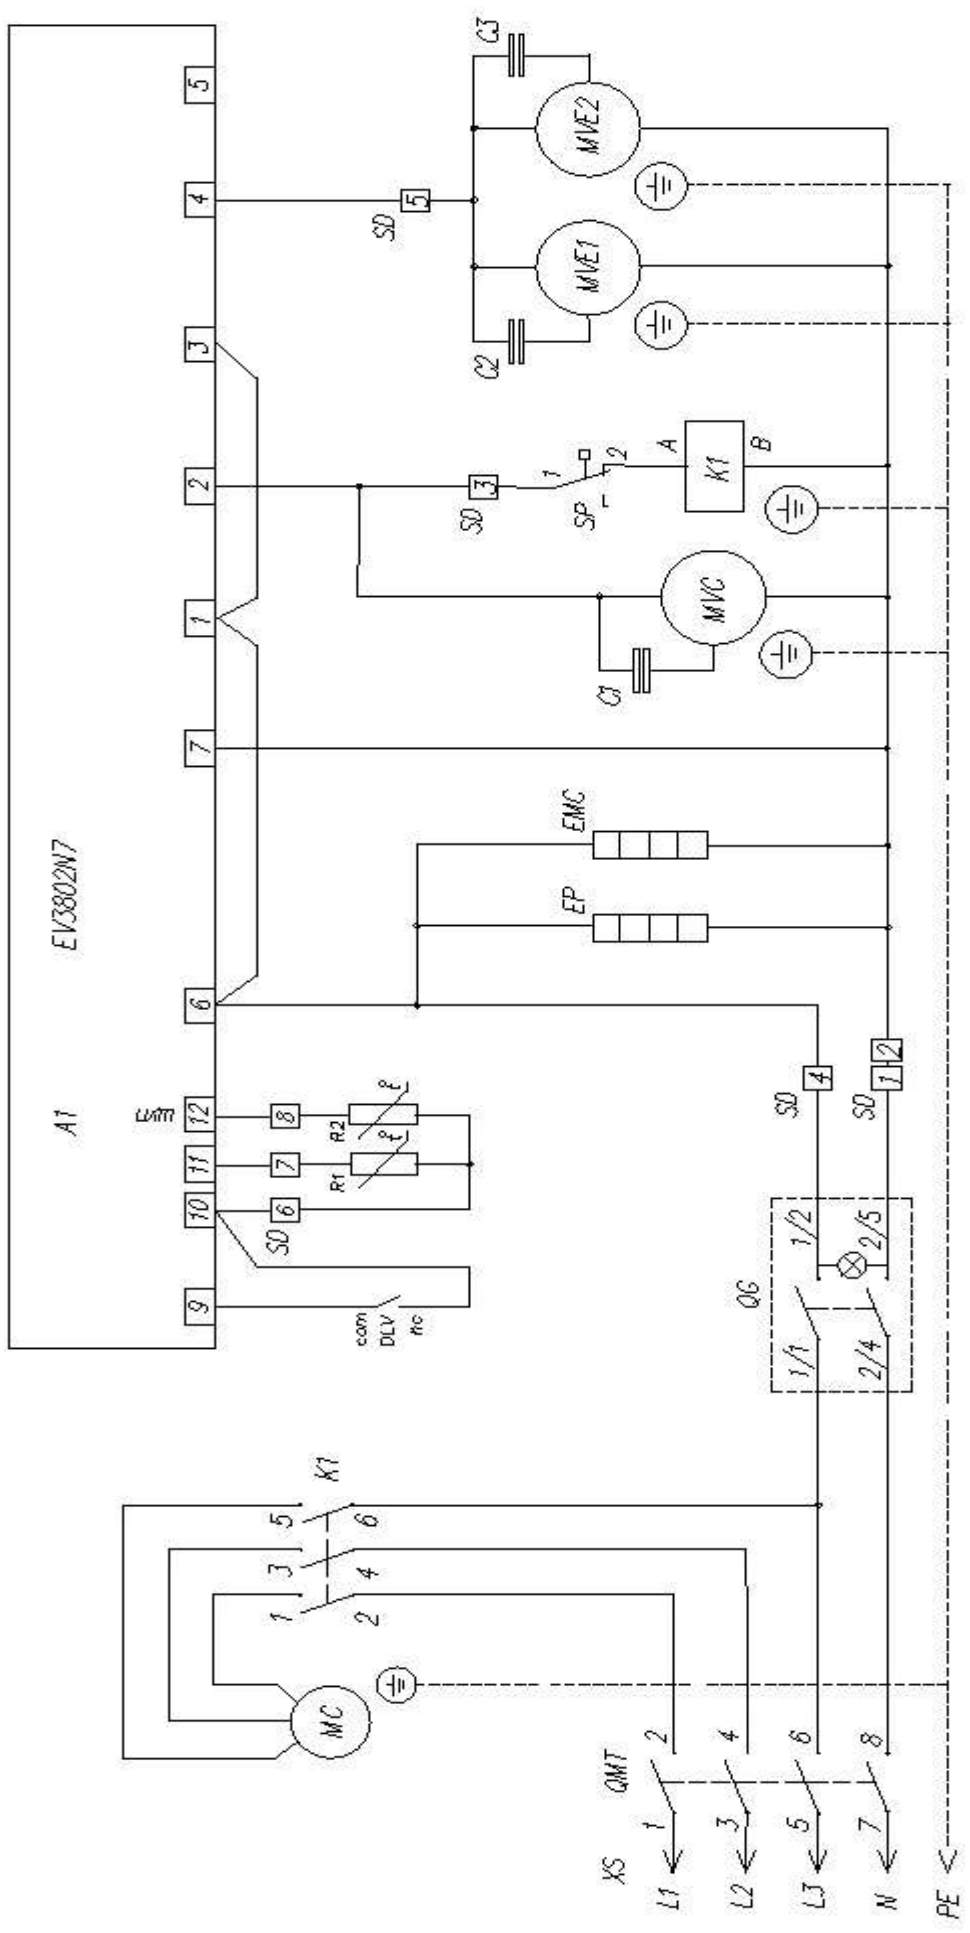 A1
EV3802N7
9
10
11
12
6
7
1
2
3
4
5
MC
K1
1
3
5
2
4
6
com
DLV
nc
SD
6
7
8
R1
t°
R2
t°
EP
EMC
C1
MVC
SD
3
1
SP
2
A
K1
B
SD
5
C2
MVE1
C3
MVE2
XS
QMT
L1
1
2
L2
3
4
L3
5
6
N
7
8
PE
QG
1/1
1/2
2/4
2/5
SD
4
SD
1
2